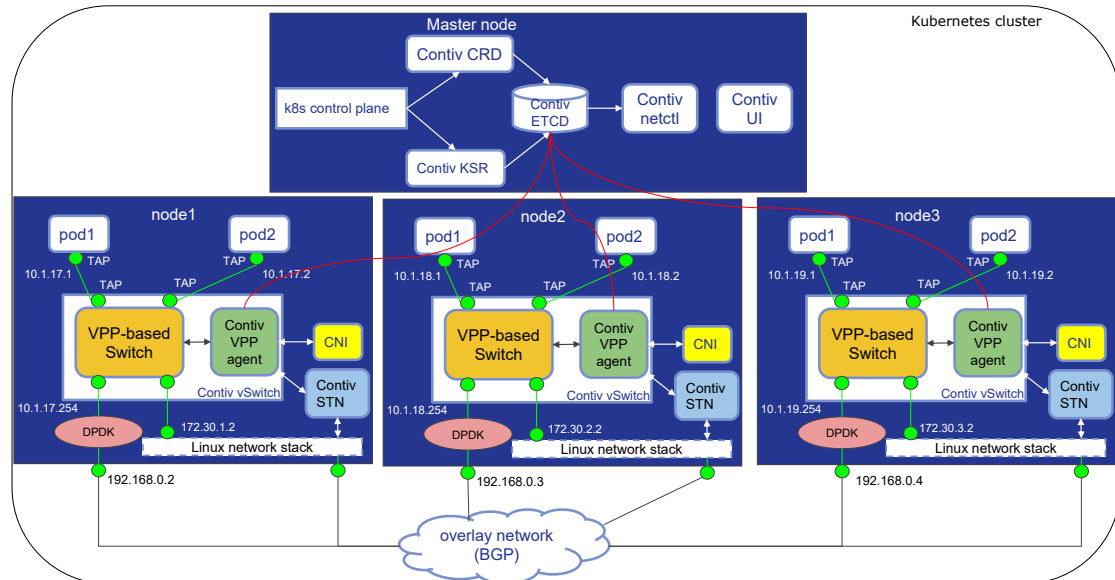 Kubernetes cluster
Master node
Contiv CRD
k8s control plane
Contiv
ETCD
Contiv
netctl
Contiv
UI
Contiv KSR
node1
pod1
pod2
TAP
TAP
10.1.17.1
10.1.17.2
TAP
TAP
VPP-based
Switch
Contiv
VPP
agent
CNI
Contiv vSwitch
Contiv
STN
10.1.17.254
DPDK
172.30.1.2
Linux network stack
192.168.0.2
node2
pod1
pod2
TAP
TAP
10.1.18.1
10.1.18.2
TAP
TAP
VPP-based
Switch
Contiv
VPP
agent
CNI
Contiv vSwitch
Contiv
STN
10.1.18.254
DPDK
172.30.2.2
Linux network stack
192.168.0.3
node3
pod1
pod2
TAP
TAP
10.1.19.1
10.1.19.2
TAP
TAP
VPP-based
Switch
Contiv
VPP
agent
CNI
Contiv vSwitch
Contiv
STN
10.1.19.254
DPDK
172.30.3.2
Linux network stack
192.168.0.4
overlay network
(BGP)